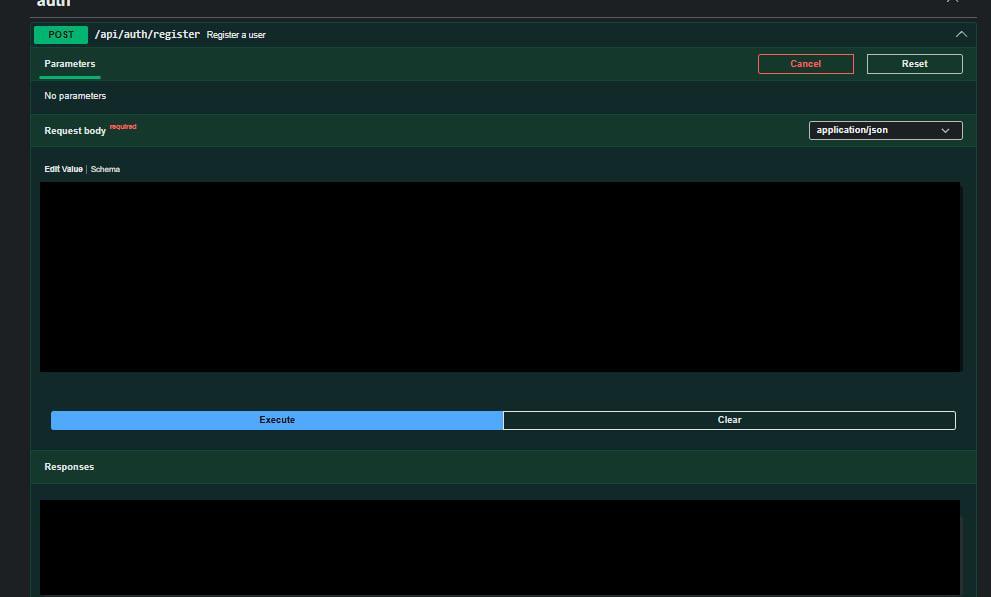 auth
POST /api/auth/register Register a user
Parameters Cancel Reset
No parameters
Request body required application/json
Edit Value | Schema
Execute Clear
Responses